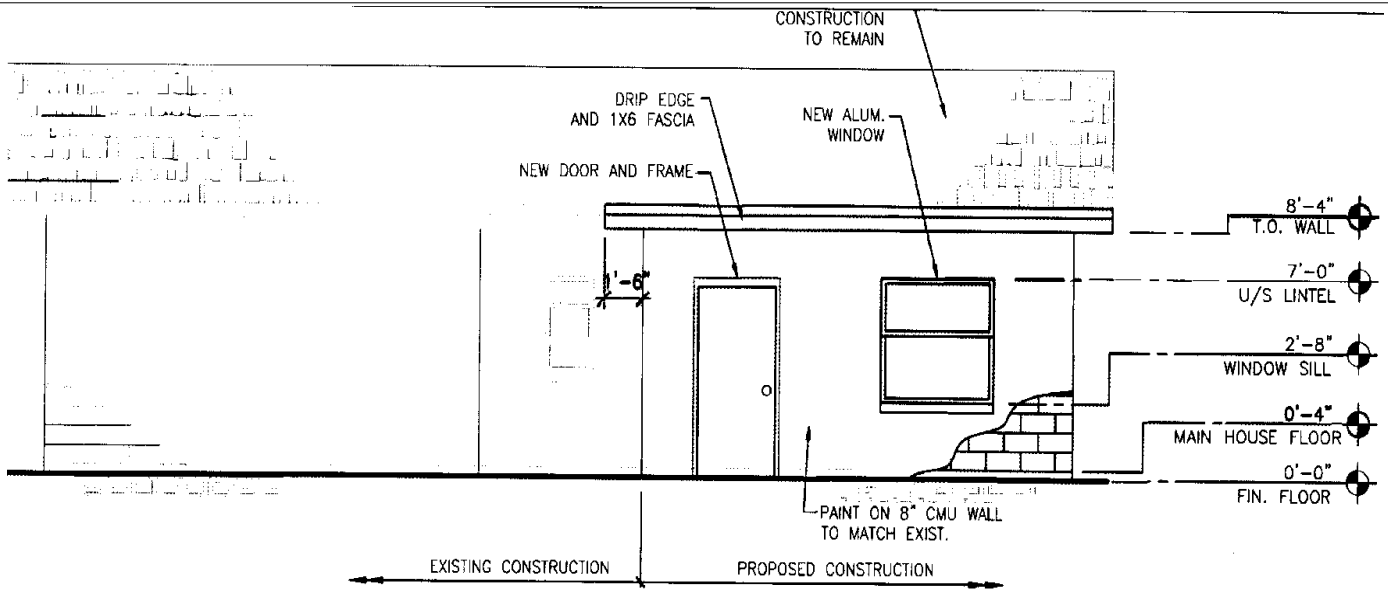 CONSTRUCTION
TO REMAIN
DRIP EDGE
AND 1X6 FASCIA
NEW ALUM.
WINDOW
NEW DOOR AND FRAME
8'-4"
T.O. WALL
1'-6"
7'-0"
U/S LINTEL
2'-8"
WINDOW SILL
0'-4"
MAIN HOUSE FLOOR
0'-0"
FIN. FLOOR
PAINT ON 8" CMU WALL
TO MATCH EXIST.
EXISTING CONSTRUCTION
PROPOSED CONSTRUCTION